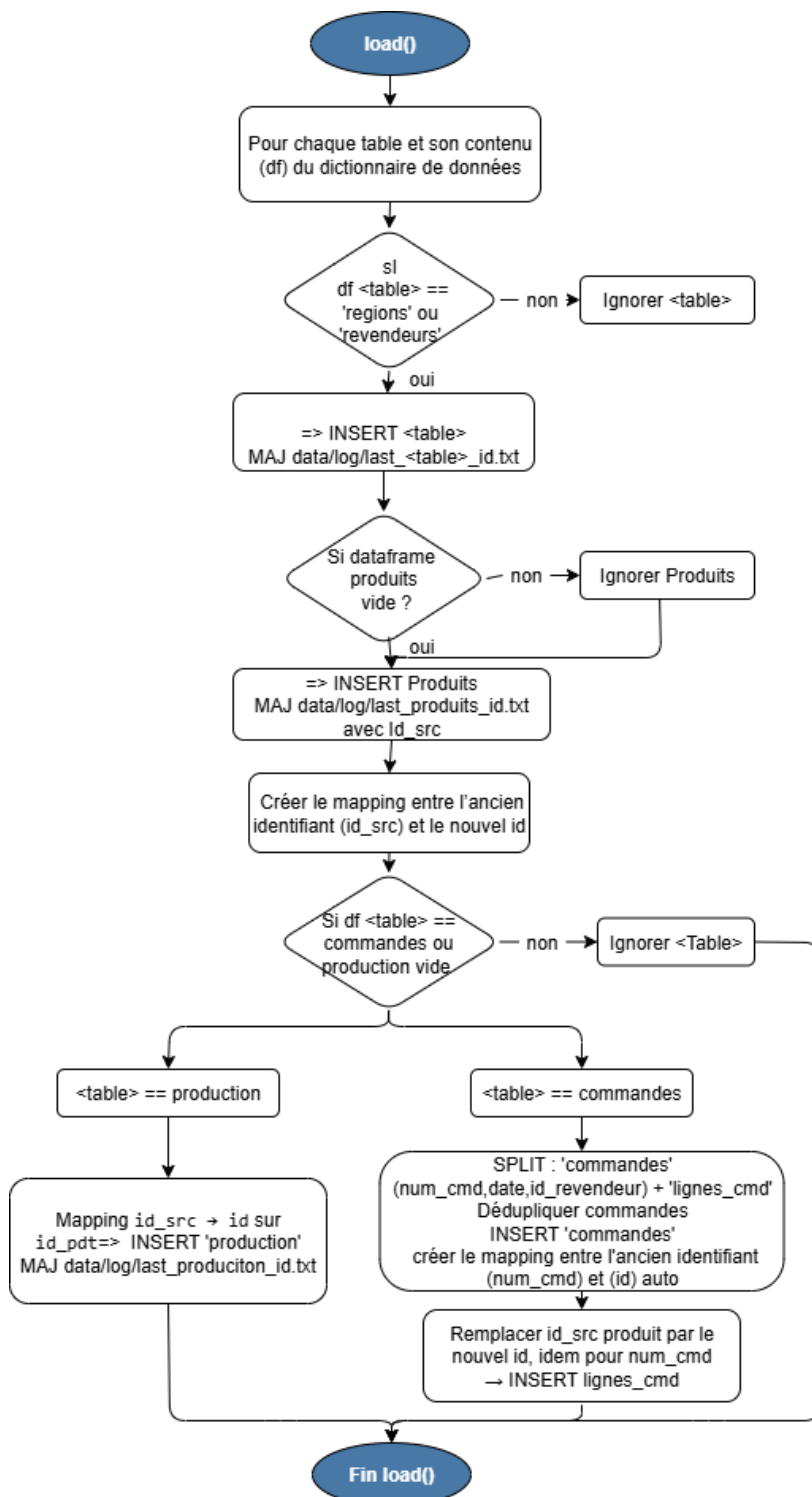 load()
Pour chaque table et son contenu
(df) du dictionnaire de données
sI
df <table> ==
'regions' ou
'revendeurs'
non
Ignorer <table>
oui
=> INSERT <table>
MAJ data/log/last_<table>_id.txt
Si dataframe
produits
vide ?
non
Ignorer Produits
oui
=> INSERT Produits
MAJ data/log/last_produits_id.txt
avec Id_src
Créer le mapping entre l'ancien
identifiant (id_src) et le nouvel id
Si df <table> ==
commandes ou
production vide
non
Ignorer <Table>
<table> == production
<table> == commandes
Mapping id_src → id sur
id_pdt=> INSERT 'production'
MAJ data/log/last_produciton_id.txt
SPLIT : 'commandes'
(num_cmd,date,id_revendeur) + 'lignes_cmd'
Dédupliquer commandes
INSERT 'commandes'
créer le mapping entre l'ancien identifiant
(num_cmd) et (id) auto
Remplacer id_src produit par le
nouvel id, idem pour num_cmd
→ INSERT lignes_cmd
Fin load()